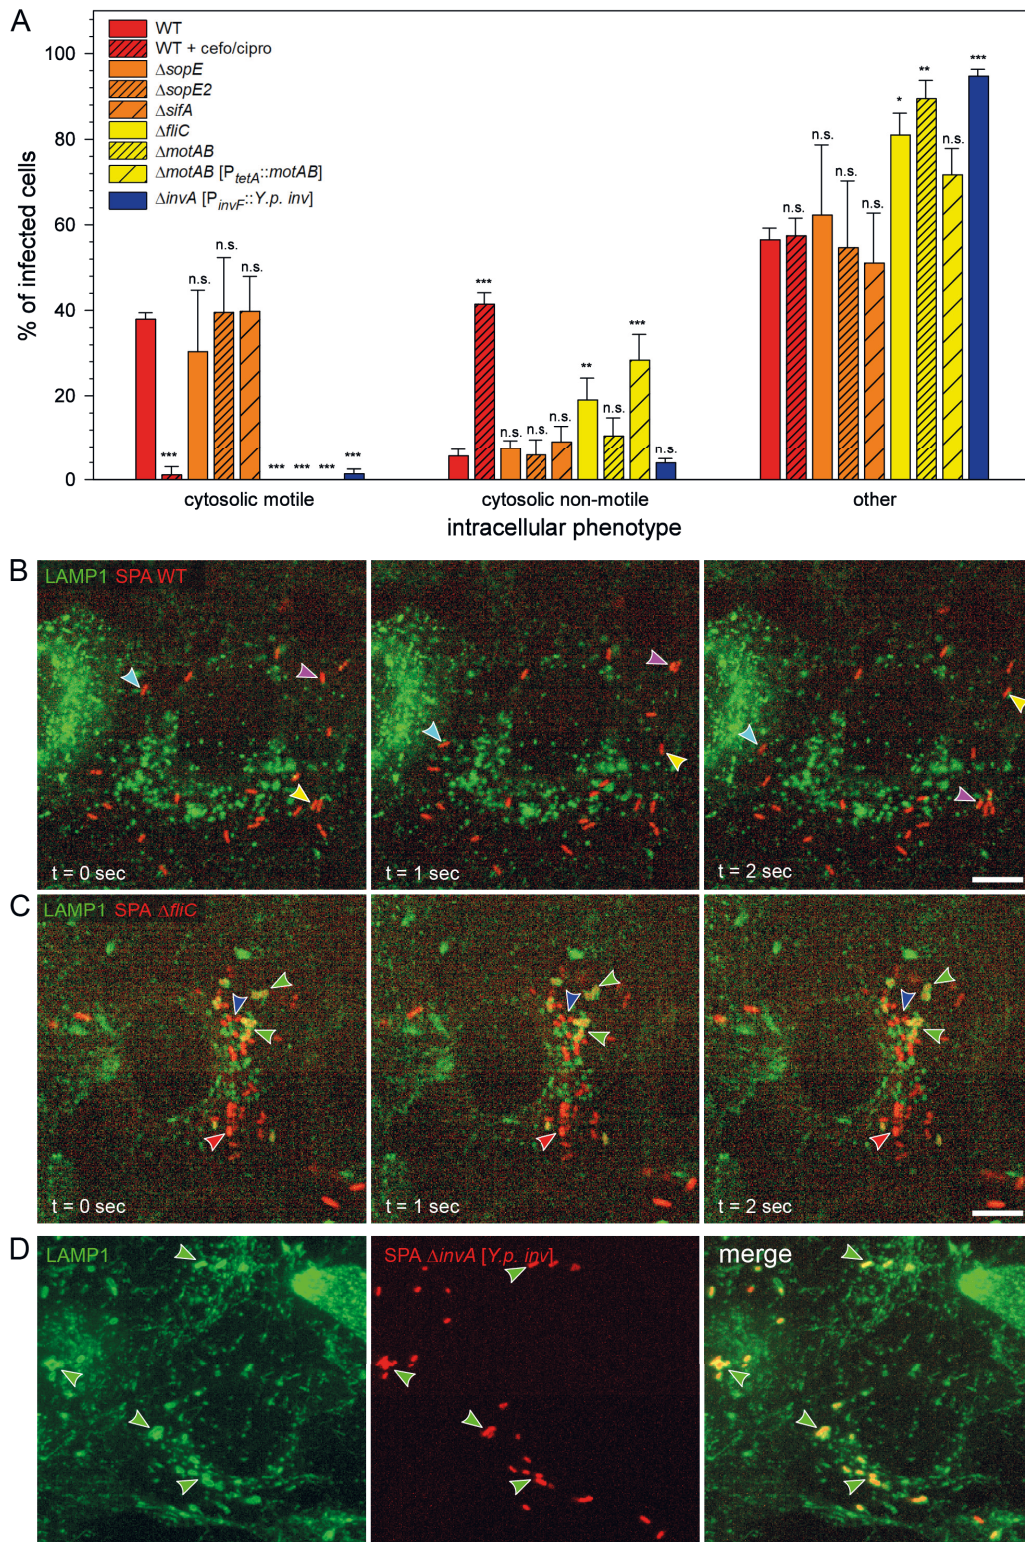 A
WT
WT + cefo/cipro
ΔsopE
ΔsopE2
ΔsifA
ΔfliC
ΔmotAB
ΔmotAB [PtetA::motAB]
ΔinvA [PinvF::Y.p. inv]
% of infected cells
100
80
60
40
20
0
*** n.s. n.s. n.s. *** *** *** ***
*** n.s. n.s. n.s. ** n.s. *** n.s.
n.s. n.s. n.s. n.s. * ** n.s. ***
cytosolic motile cytosolic non-motile other
intracellular phenotype
B
LAMP1 SPA WT
t = 0 sec t = 1 sec t = 2 sec
C
LAMP1 SPA ΔfliC
t = 0 sec t = 1 sec t = 2 sec
D
LAMP1 SPA ΔinvA [Y.p. inv] merge